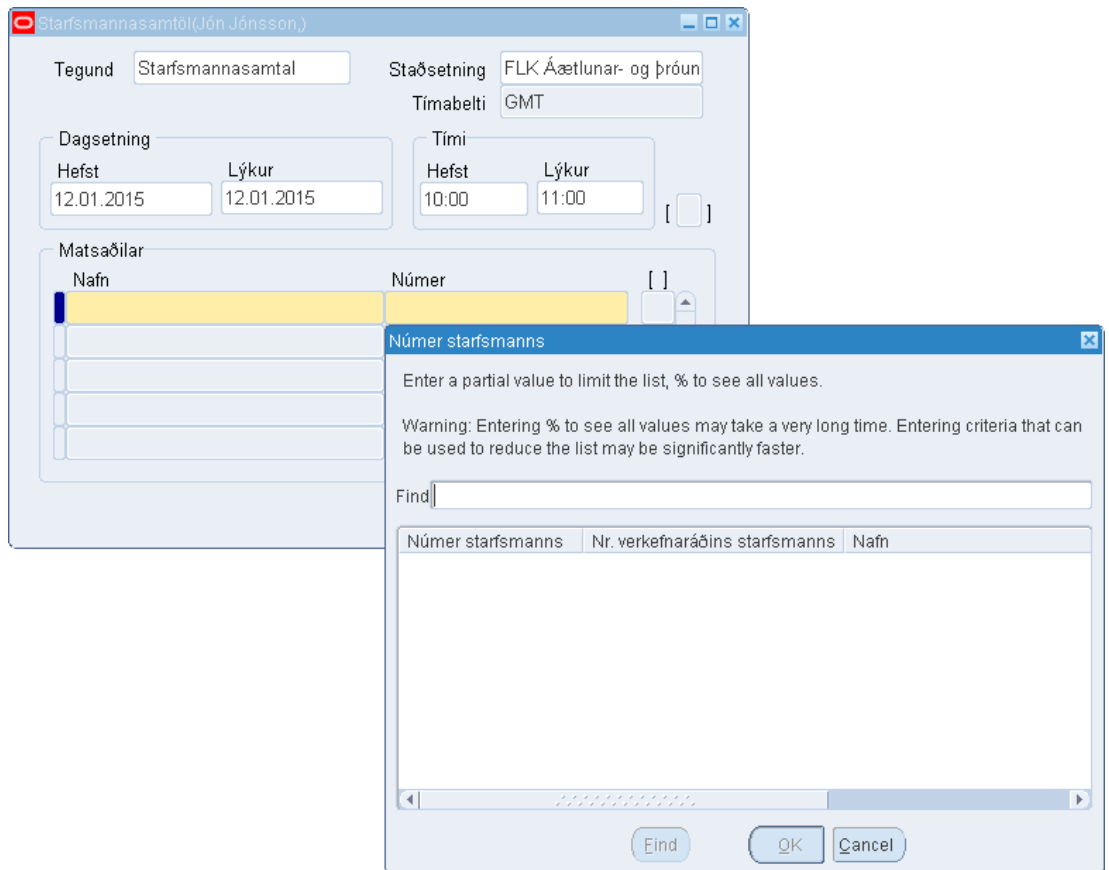 Starfsmannasamtöl(Jón Jónsson,)
Tegund Starfsmannasamtal Staðsetning FLK Áætlunar- og þróun
Tímabelti GMT
Dagsetning Tími
Hefst Lýkur Hefst Lýkur
12.01.2015 12.01.2015 10:00 11:00
[ ]
Matsaðilar
Nafn Númer [ ]
Númer starfsmanns
Enter a partial value to limit the list, % to see all values.
Warning: Entering % to see all values may take a very long time. Entering criteria that can
be used to reduce the list may be significantly faster.
Find
Númer starfsmanns Nr. verkefnaráðins starfsmanns Nafn
Find OK Cancel